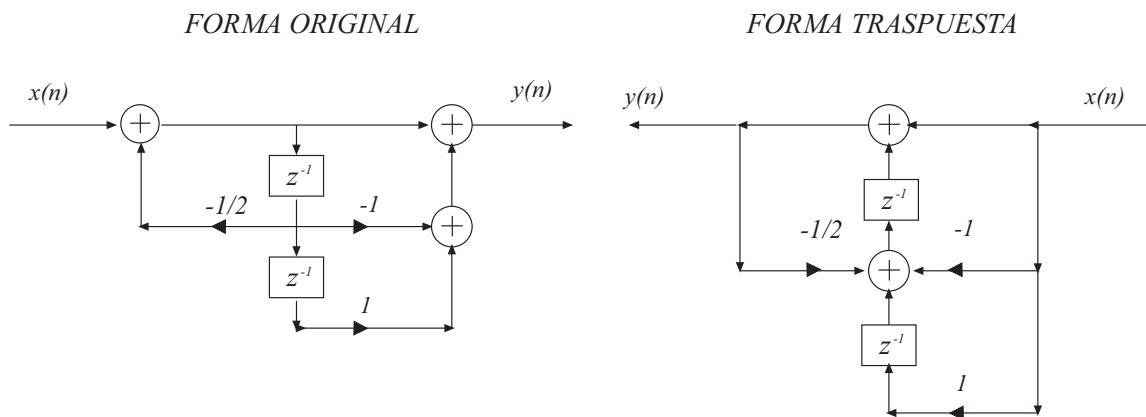 FORMA ORIGINAL
x(n)
y(n)
z⁻¹
-1/2
-1
z⁻¹
1
FORMA TRASPUESTA
y(n)
x(n)
z⁻¹
-1/2
-1
z⁻¹
1